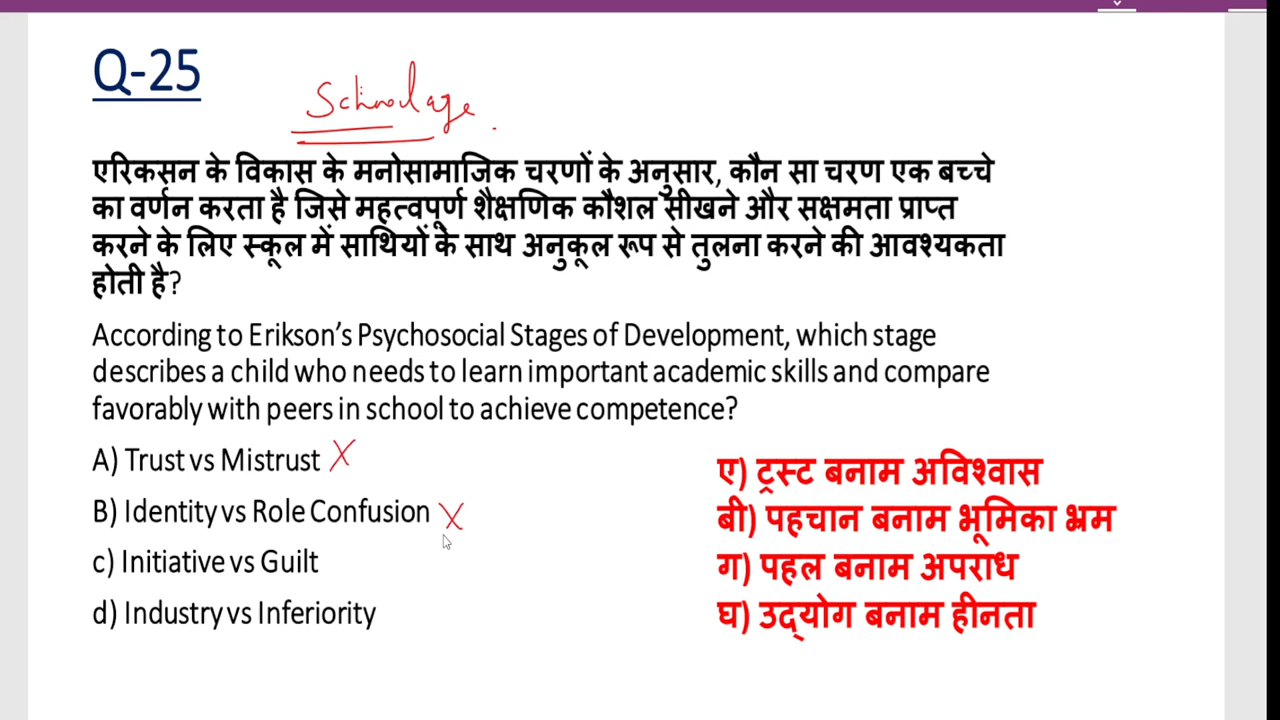 Q-25
School age.
एरिकसन के विकास के मनोसामाजिक चरणों के अनुसार, कौन सा चरण एक बच्चे
का वर्णन करता है जिसे महत्वपूर्ण शैक्षणिक कौशल सीखने और सक्षमता प्राप्त
करने के लिए स्कूल में साथियों के साथ अनुकूल रूप से तुलना करने की आवश्यकता
होती है?
According to Erikson’s Psychosocial Stages of Development, which stage
describes a child who needs to learn important academic skills and compare
favorably with peers in school to achieve competence?
A) Trust vs Mistrust X
B) Identity vs Role Confusion X
c) Initiative vs Guilt
d) Industry vs Inferiority
ए) ट्रस्ट बनाम अविश्वास
बी) पहचान बनाम भूमिका भ्रम
ग) पहल बनाम अपराध
घ) उद्योग बनाम हीनता